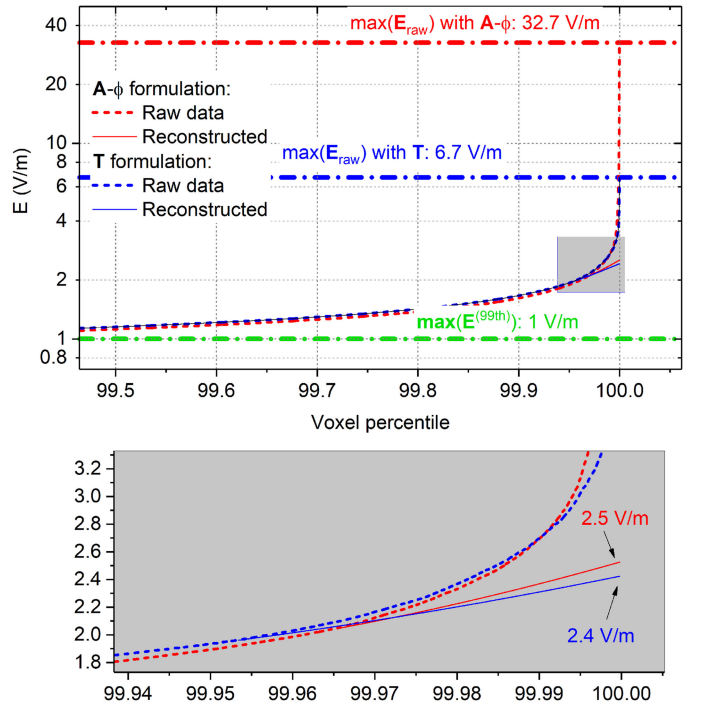 40
max(E_raw) with A-ϕ: 32.7 V/m
20
A-ϕ formulation:
Raw data
Reconstructed
10
8
T formulation:
max(E_raw) with T: 6.7 V/m
6
Raw data
Reconstructed
4
E (V/m)
2
max(E^(99th)): 1 V/m
1
0.8
99.5 99.6 99.7 99.8 99.9 100.0
Voxel percentile
3.2
3.0
2.8
2.5 V/m
2.6
2.4
2.2
2.0
2.4 V/m
1.8
99.94 99.95 99.96 99.97 99.98 99.99 100.00